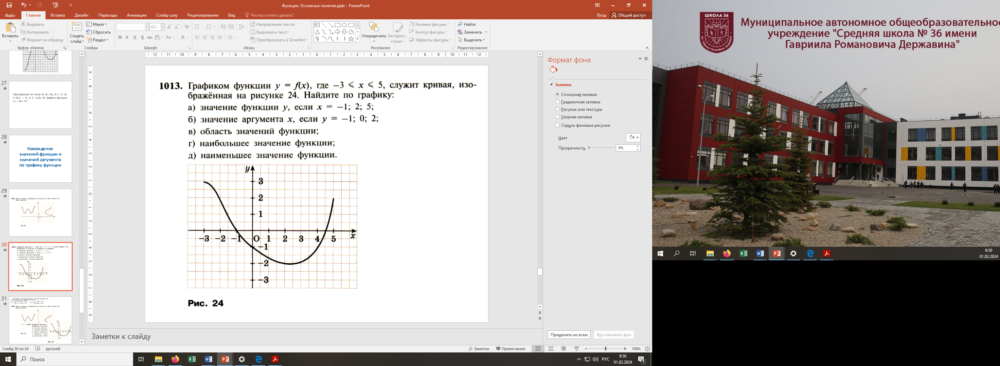 Функция. Основные понятия.pptx - PowerPoint
Файл Главная Вставка Дизайн Переходы Анимация Слайд-шоу Рецензирование Вид Что вы хотите сделать? Вход Общий доступ
Вставить
Вырезать
Копировать
Формат по образцу
Буфер обмена
Создать слайд
Макет
Сбросить
Раздел
Слайды
32+
Ж К Ч S abc AV Aa A
Шрифт
Направление текста
Выровнять текст
Преобразовать в SmartArt
Абзац
Упорядочить
Экспресс-стили
Заливка фигуры
Контур фигуры
Эффекты фигуры
Рисование
Найти
Заменить
Выделить
Редактирование
27
Принадлежат ли точки M (3; 21), N (– 3; 3),
S (0,5; – 7), R (– 2,25; 0) графику функции
y = – 4x – 9 ?
28
Нахождение
значений функции и
значений аргумента
по графику функции
29
30
31
1013. Графиком функции y = f(x), где −3 ⩽ x ⩽ 5, служит кривая, изо-
бражённая на рисунке 24. Найдите по графику:
а) значение функции y, если x = −1; 2; 5;
б) значение аргумента x, если y = −1; 0; 2;
в) область значений функции;
г) наибольшее значение функции;
д) наименьшее значение функции.
y
3
2
1
−3 −2 −1 O 1 2 3 4 5 x
−1
−2
−3
Рис. 24
Заметки к слайду
Формат фона
Заливка
Сплошная заливка
Градиентная заливка
Рисунок или текстура
Узорная заливка
Скрыть фоновые рисунки
Цвет
Прозрачность 0%
Применить ко всем Восстановить фон
Слайд 30 из 34 русский Заметки Примечания 106%
Поиск
РУС
9:50
01.02.2024
ШКОЛА 36
Муниципальное автономное общеобразовательное
учреждение "Средняя школа № 36 имени
Гавриила Романовича Державина"
9:50
01.02.2024